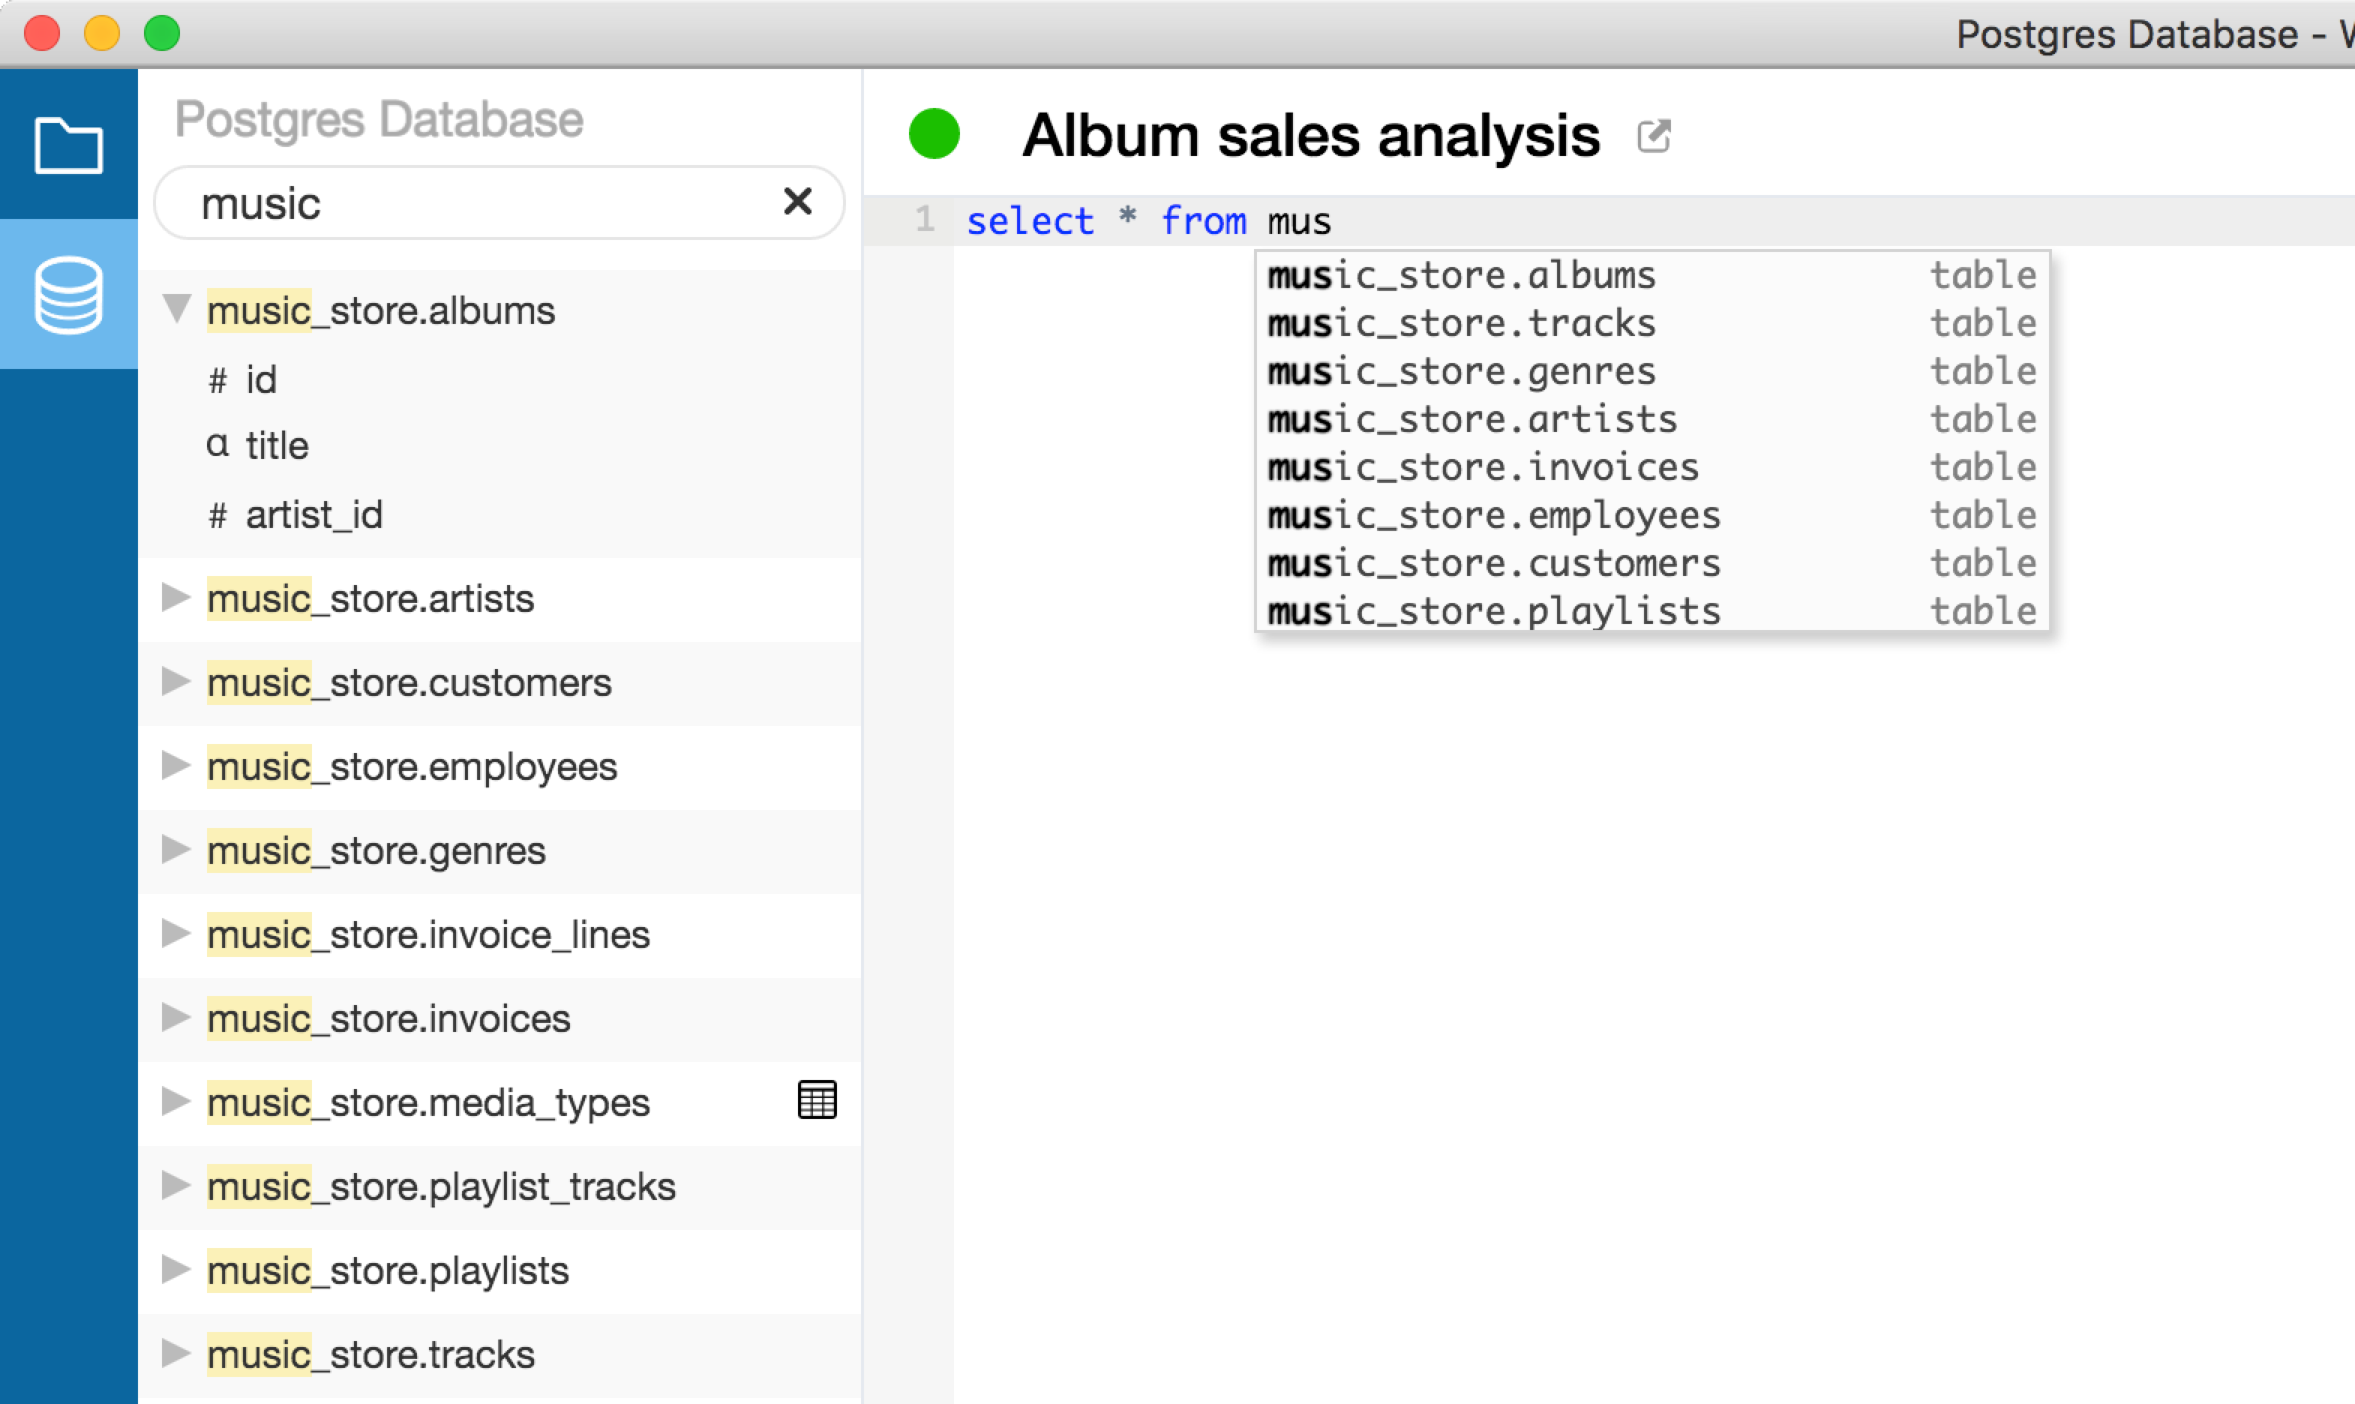 Postgres Database - W
Postgres Database
music
music_store.albums
# id
a title
# artist_id
music_store.artists
music_store.customers
music_store.employees
music_store.genres
music_store.invoice_lines
music_store.invoices
music_store.media_types
music_store.playlist_tracks
music_store.playlists
music_store.tracks
Album sales analysis
1 select * from mus
music_store.albums table
music_store.tracks table
music_store.genres table
music_store.artists table
music_store.invoices table
music_store.employees table
music_store.customers table
music_store.playlists table